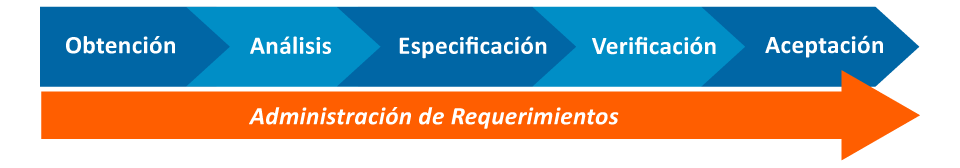 Obtención Análisis Especificación Verificación Aceptación
Administración de Requerimientos